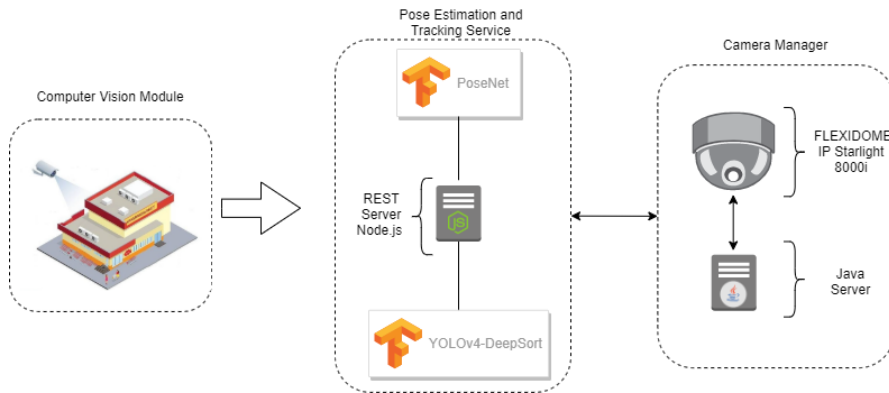 Pose Estimation and
Tracking Service
Camera Manager
Computer Vision Module
PoseNet
FLEXIDOME
IP Starlight
8000i
REST
Server
Node.js
JS
Java
Server
YOLOv4-DeepSort